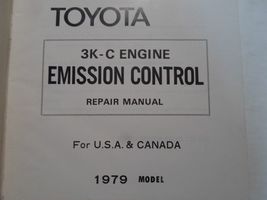 TOYOTA
3K-C ENGINE
EMISSION CONTROL
REPAIR MANUAL
For U.S.A. & CANADA
1979 MODEL